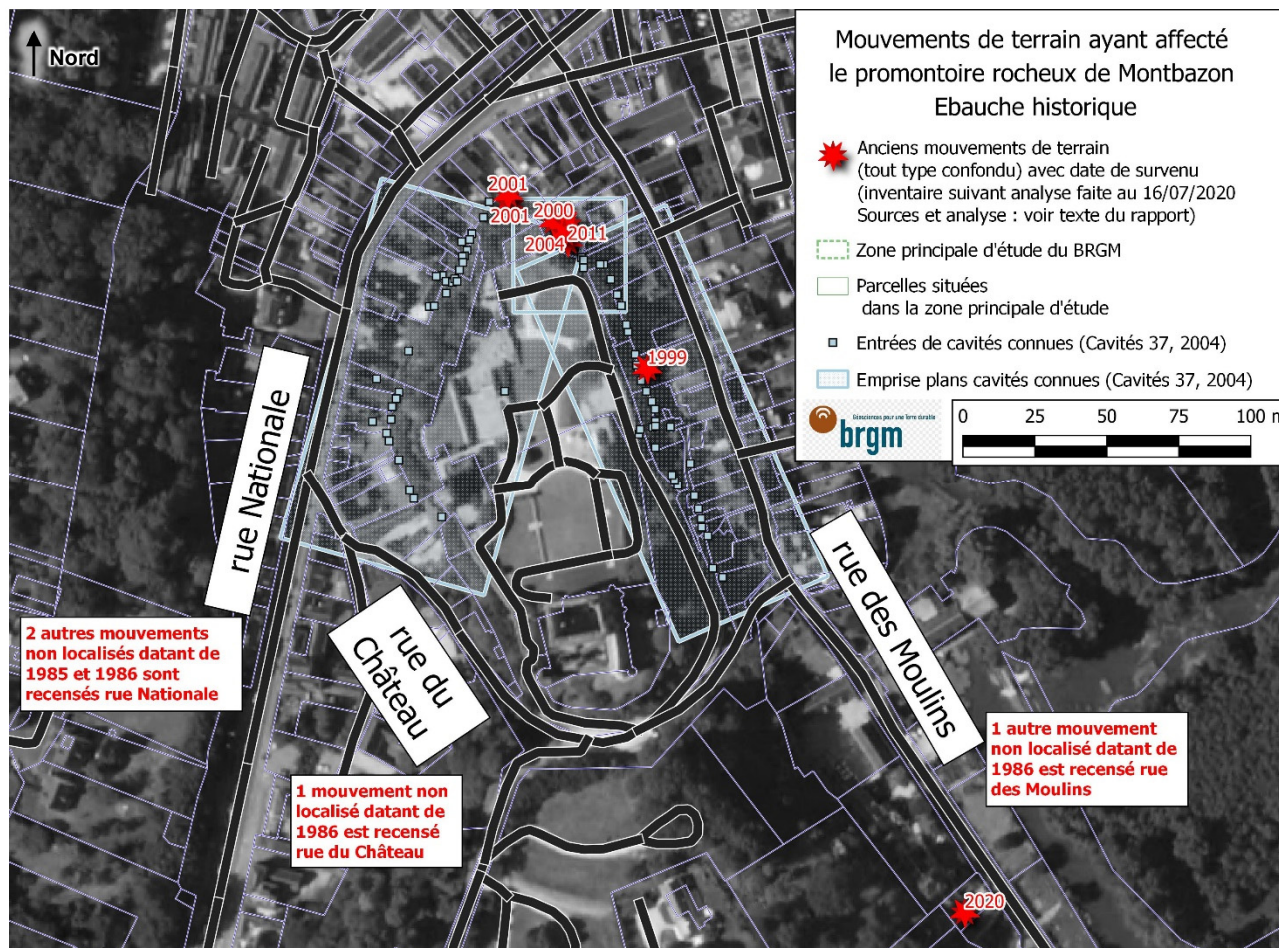 Nord
Mouvements de terrain ayant affecté
le promontoire rocheux de Montbazon
Ebauche historique
Anciens mouvements de terrain
(tout type confondu) avec date de survenu
(inventaire suivant analyse faite au 16/07/2020
Sources et analyse : voir texte du rapport)
Zone principale d'étude du BRGM
Parcelles situées
dans la zone principale d'étude
Entrées de cavités connues (Cavités 37, 2004)
Emprise plans cavités connues (Cavités 37, 2004)
Géosciences pour une Terre durable
brgm
0 25 50 75 100 m
2001
2001
2000
2004
2011
1999
rue Nationale
rue du
Château
rue des Moulins
2 autres mouvements
non localisés datant de
1985 et 1986 sont
recensés rue Nationale
1 mouvement non
localisé datant de
1986 est recensé
rue du Château
1 autre mouvement
non localisé datant de
1986 est recensé rue
des Moulins
2020